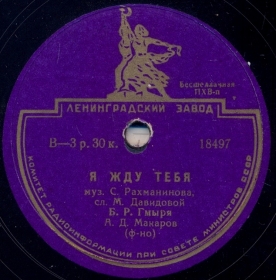 Бесплавочная
ПХВ-а)
ЛЕНИНГРАДСКИЙ ЗАВОД
В—3 р. 30 к.
18497
Я ЖДУ ТЕБЯ
муз. С. Рахманинова,
сл. М. Давидовой
Б. Р. Гмыря
А. Д. Макаров
(ф-но)
КОМИТЕТ РАДИОИНФОРМАЦИИ ПРИ СОВЕТЕ МИНИСТРОВ СССР